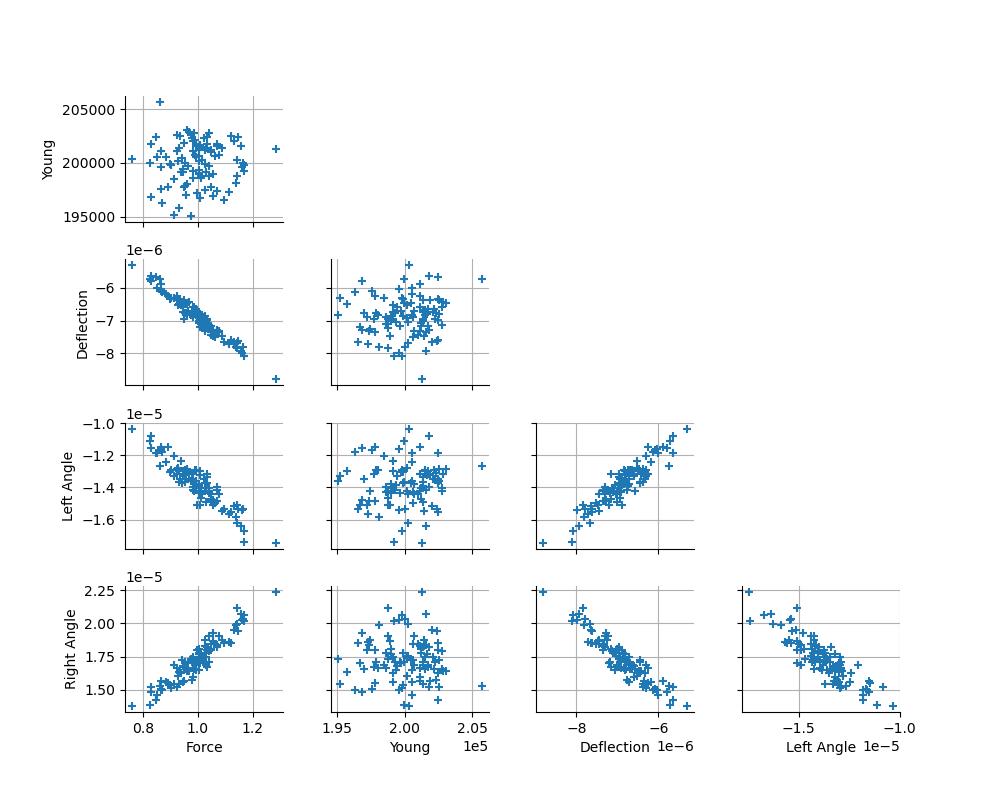 205000
200000
195000
Young
1e−6
−6
−7
−8
Deflection
1e−5
−1.0
−1.2
−1.4
−1.6
Left Angle
1e−5
2.25
2.00
1.75
1.50
Right Angle
0.8 1.0 1.2
Force
1.95 2.00 2.05
Young 1e5
−8 −6
Deflection 1e−6
−1.5 −1.0
Left Angle 1e−5